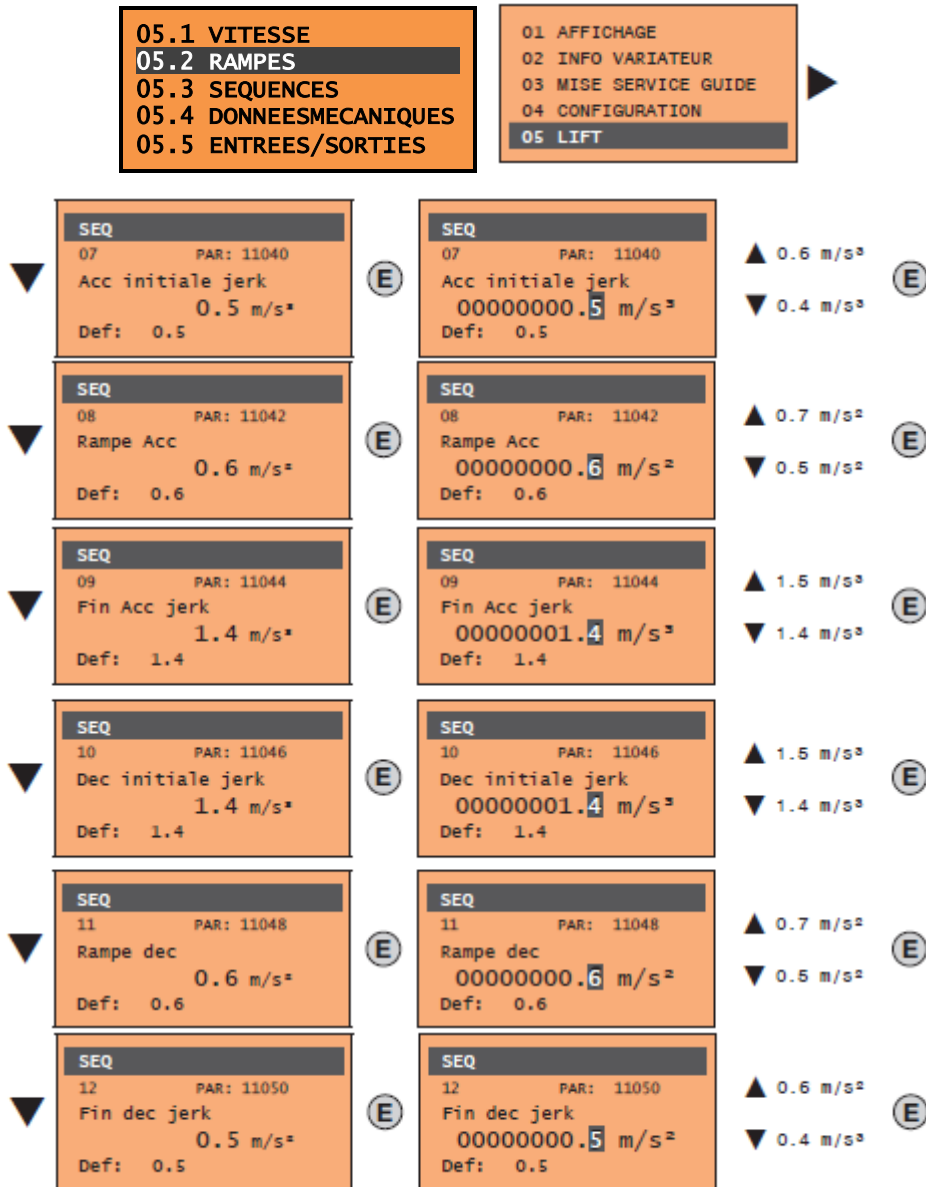 05.1 VITESSE
05.2 RAMPES
05.3 SEQUENCES
05.4 DONNEESMECANIQUES
05.5 ENTREES/SORTIES
01 AFFICHAGE
02 INFO VARIATEUR
03 MISE SERVICE GUIDE
04 CONFIGURATION
05 LIFT
SEQ
07 PAR: 11040
Acc initiale jerk
0.5 m/s³
Def: 0.5
E
SEQ
07 PAR: 11040
Acc initiale jerk
00000000.5 m/s³
Def: 0.5
▲ 0.6 m/s³
▼ 0.4 m/s³
E
SEQ
08 PAR: 11042
Rampe Acc
0.6 m/s²
Def: 0.6
E
SEQ
08 PAR: 11042
Rampe Acc
00000000.6 m/s²
Def: 0.6
▲ 0.7 m/s²
▼ 0.5 m/s²
E
SEQ
09 PAR: 11044
Fin Acc jerk
1.4 m/s³
Def: 1.4
E
SEQ
09 PAR: 11044
Fin Acc jerk
00000001.4 m/s³
Def: 1.4
▲ 1.5 m/s³
▼ 1.4 m/s³
E
SEQ
10 PAR: 11046
Dec initiale jerk
1.4 m/s³
Def: 1.4
E
SEQ
10 PAR: 11046
Dec initiale jerk
00000001.4 m/s³
Def: 1.4
▲ 1.5 m/s³
▼ 1.4 m/s³
E
SEQ
11 PAR: 11048
Rampe dec
0.6 m/s²
Def: 0.6
E
SEQ
11 PAR: 11048
Rampe dec
00000000.6 m/s²
Def: 0.6
▲ 0.7 m/s²
▼ 0.5 m/s²
E
SEQ
12 PAR: 11050
Fin dec jerk
0.5 m/s²
Def: 0.5
E
SEQ
12 PAR: 11050
Fin dec jerk
00000000.5 m/s²
Def: 0.5
▲ 0.6 m/s²
▼ 0.4 m/s³
E